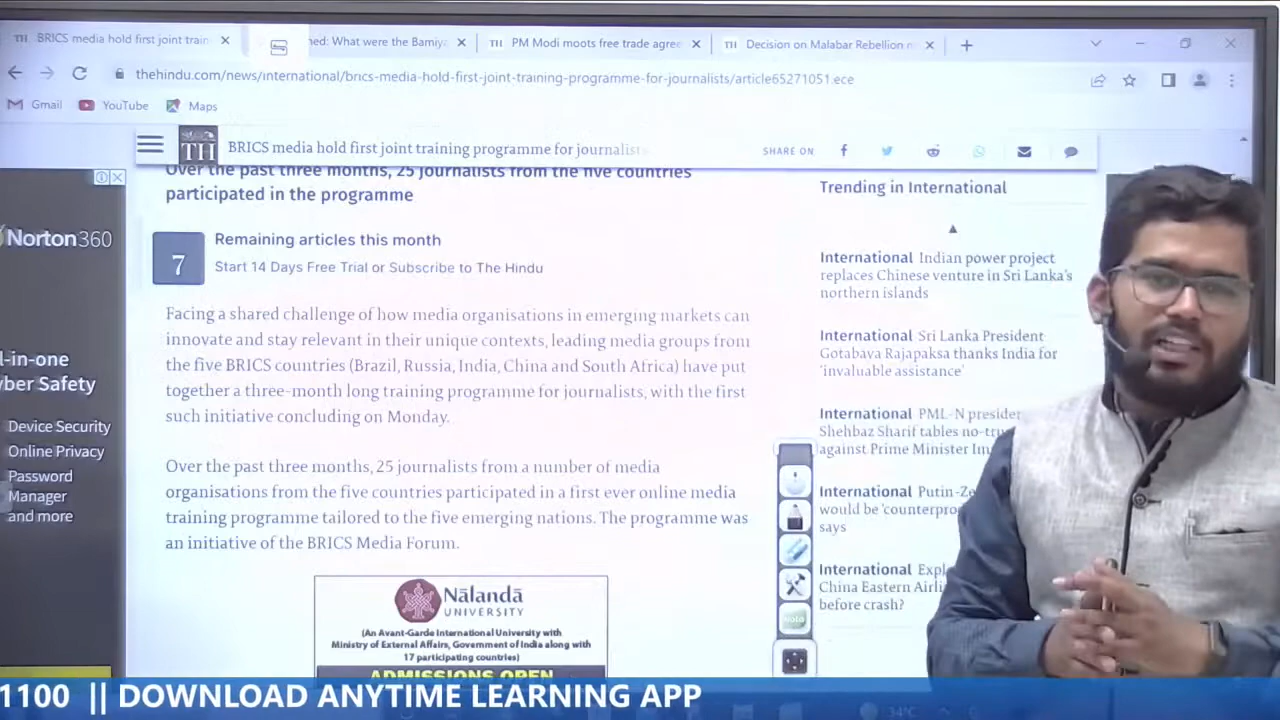 BRICS media hold first joint train
ned: What were the Bamiy
PM Modi moots free trade agree
Decision on Malabar Rebellion
thehindu.com/news/international/brics-media-hold-first-joint-training-programme-for-journalists/article65271051.ece
Gmail
YouTube
Maps
TH
BRICS media hold first joint training programme for journalists
SHARE ON
Over the past three months, 25 journalists from the five countries
participated in the programme
7
Remaining articles this month
Start 14 Days Free Trial or Subscribe to The Hindu
Facing a shared challenge of how media organisations in emerging markets can
innovate and stay relevant in their unique contexts, leading media groups from
the five BRICS countries (Brazil, Russia, India, China and South Africa) have put
together a three-month long training programme for journalists, with the first
such initiative concluding on Monday.
Over the past three months, 25 journalists from a number of media
organisations from the five countries participated in a first ever online media
training programme tailored to the five emerging nations. The programme was
an initiative of the BRICS Media Forum.
Nālandā
UNIVERSITY
(An Avant-Garde International University with
Ministry of External Affairs, Government of India along with
17 participating countries)
ADMISSIONS OPEN
Norton360
l-in-one
ber Safety
Device Security
Online Privacy
Password
Manager
and more
Trending in International
International Indian power project
replaces Chinese venture in Sri Lanka's
northern islands
International Sri Lanka President
Gotabaya Rajapaksa thanks India for
'invaluable assistance'
International PML-N presiden
Shehbaz Sharif tables no-tru
against Prime Minister Im
International Putin-Ze
would be 'counterpro
says
International Expl
China Eastern Airli
before crash?
34°C
1100 || DOWNLOAD ANYTIME LEARNING APP